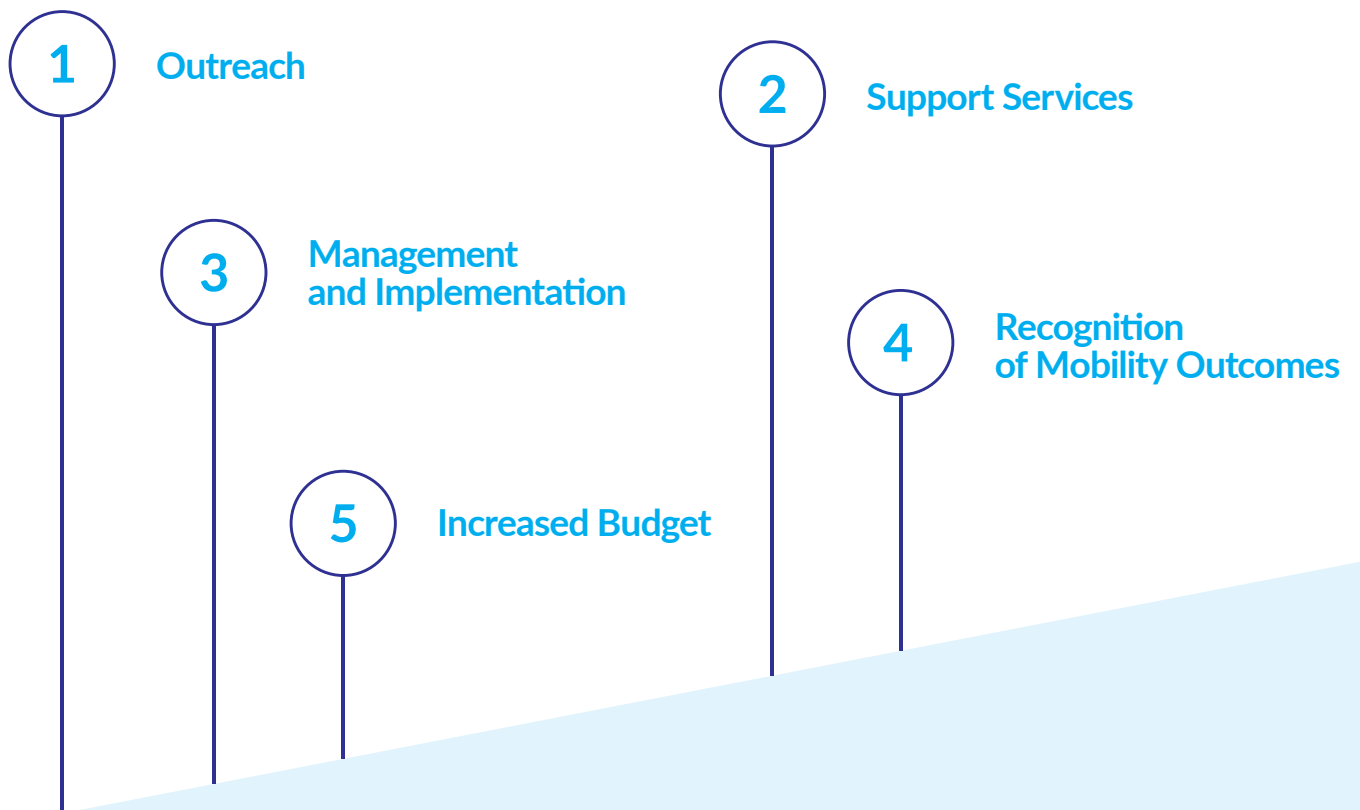 1
Outreach
2
Support Services
3
Management
and Implementation
4
Recognition
of Mobility Outcomes
5
Increased Budget